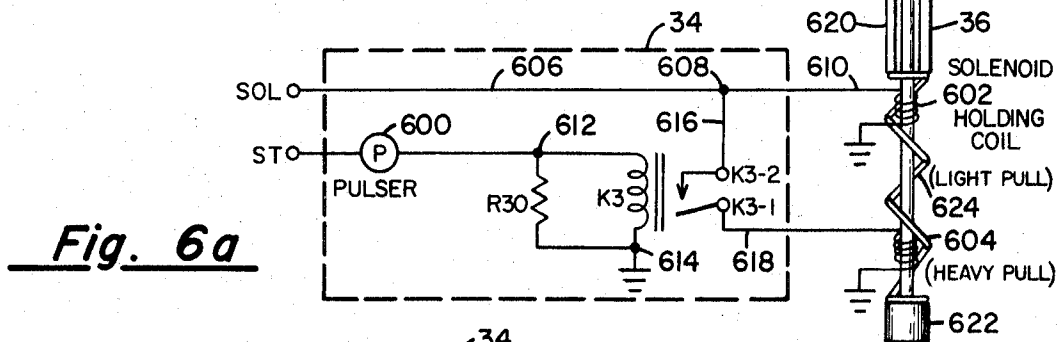 620
36
34
606
608
610
SOL
SOLENOID
602
HOLDING
COIL
616
600
612
ST
P
PULSER
K3-2
(LIGHT PULL)
624
R30
K3
K3-1
Fig. 6a
614
618
604
(HEAVY PULL)
622
34